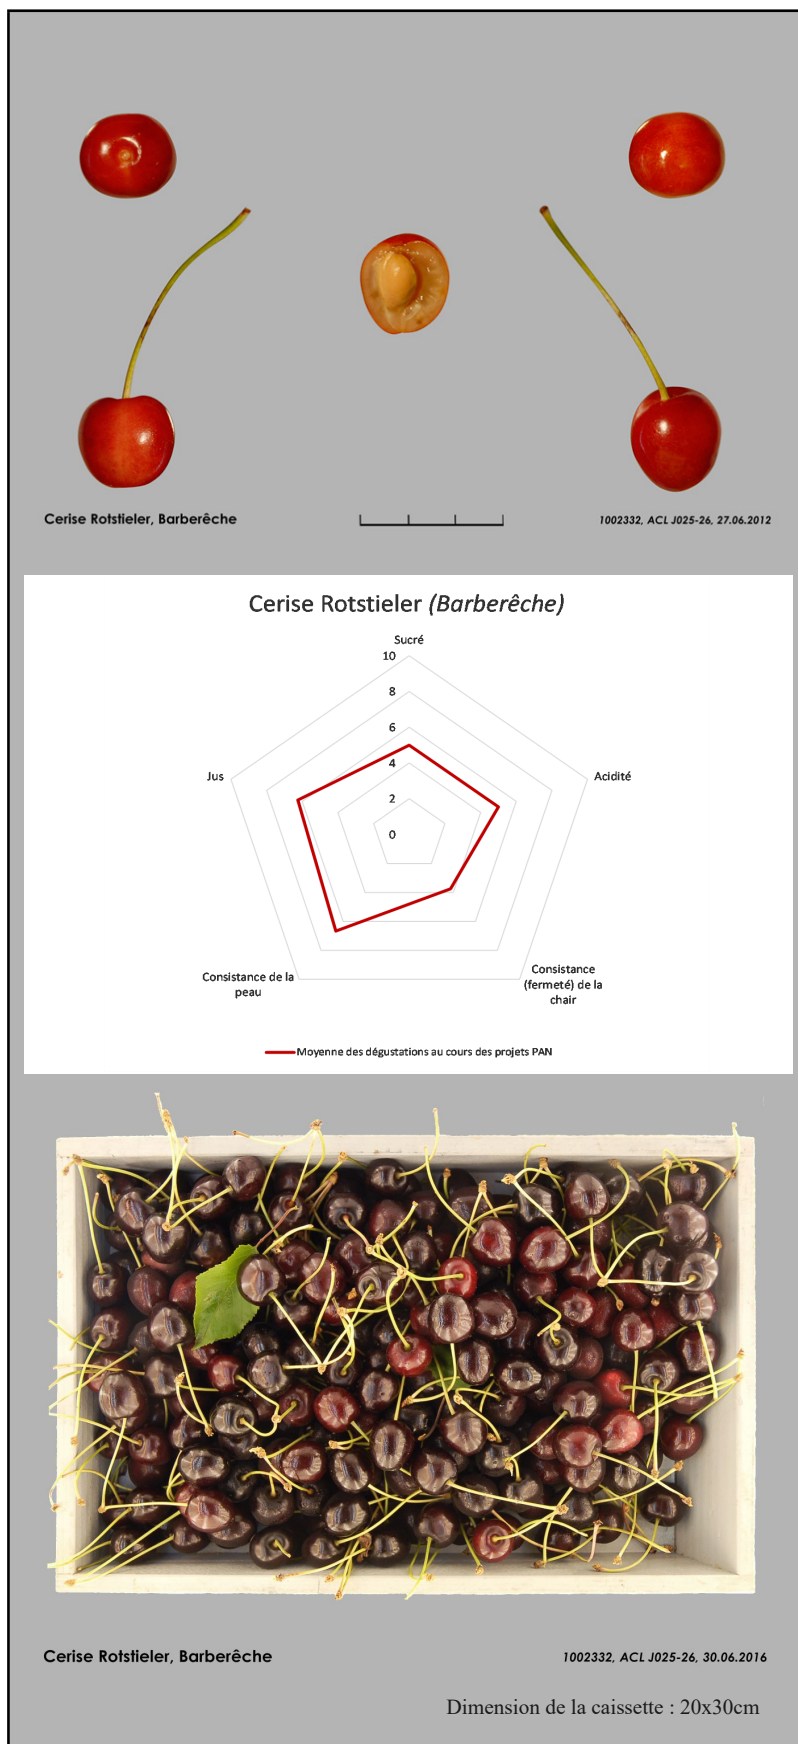 Cerise Rotstieler, Barberêche
1002332, ACL J025-26, 27.06.2012
Cerise Rotstieler (Barberêche)
Sucré
10
8
6
4
2
0
Jus
Acidité
Consistance de la
peau
Consistance
(fermeté) de la
chair
Moyenne des dégustations au cours des projets PAN
Cerise Rotstieler, Barberêche
1002332, ACL J025-26, 30.06.2016
Dimension de la caissette : 20x30cm